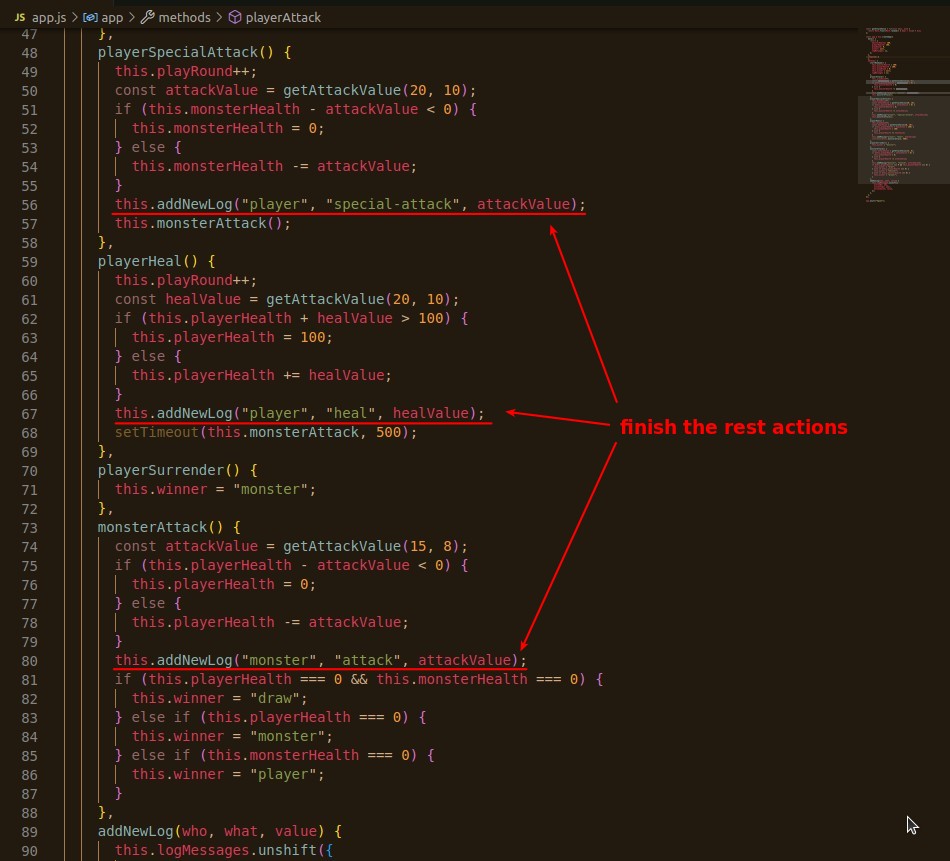 JS app.js > app > methods > playerAttack
47 },
48 playerSpecialAttack() {
49 this.playRound++;
50 const attackValue = getAttackValue(20, 10);
51 if (this.monsterHealth - attackValue < 0) {
52 this.monsterHealth = 0;
53 } else {
54 this.monsterHealth -= attackValue;
55 }
56 this.addNewLog("player", "special-attack", attackValue);
57 this.monsterAttack();
58 },
59 playerHeal() {
60 this.playRound++;
61 const healValue = getAttackValue(20, 10);
62 if (this.playerHealth + healValue > 100) {
63 this.playerHealth = 100;
64 } else {
65 this.playerHealth += healValue;
66 }
67 this.addNewLog("player", "heal", healValue);
finish the rest actions
68 setTimeout(this.monsterAttack, 500);
69 },
70 playerSurrender() {
71 this.winner = "monster";
72 },
73 monsterAttack() {
74 const attackValue = getAttackValue(15, 8);
75 if (this.playerHealth - attackValue < 0) {
76 this.playerHealth = 0;
77 } else {
78 this.playerHealth -= attackValue;
79 }
80 this.addNewLog("monster", "attack", attackValue);
81 if (this.playerHealth === 0 && this.monsterHealth === 0) {
82 this.winner = "draw";
83 } else if (this.playerHealth === 0) {
84 this.winner = "monster";
85 } else if (this.monsterHealth === 0) {
86 this.winner = "player";
87 }
88 },
89 addNewLog(who, what, value) {
90 this.logMessages.unshift({